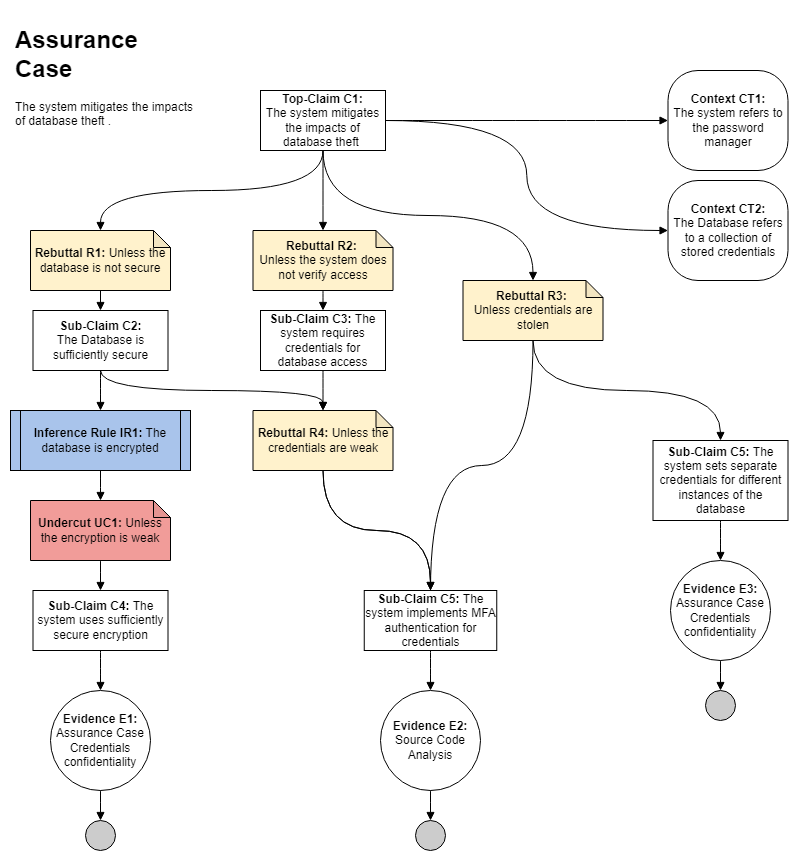 Assurance
Case
The system mitigates the impacts
of database theft .
Top-Claim C1:
The system mitigates
the impacts of
database theft
Context CT1:
The system refers to
the password
manager
Context CT2:
The Database refers
to a collection of
stored credentials
Rebuttal R1: Unless the
database is not secure
Rebuttal R2:
Unless the system does
not verify access
Rebuttal R3:
Unless credentials are
stolen
Sub-Claim C2:
The Database is
sufficiently secure
Sub-Claim C3: The
system requires
credentials for
database access
Inference Rule IR1: The
database is encrypted
Rebuttal R4: Unless the
credentials are weak
Sub-Claim C5: The
system sets separate
credentials for different
instances of the
database
Undercut UC1: Unless
the encryption is weak
Sub-Claim C4: The
system uses sufficiently
secure encryption
Sub-Claim C5: The
system implements MFA
authentication for
credentials
Evidence E3:
Assurance Case
Credentials
confidentiality
Evidence E1:
Assurance Case
Credentials
confidentiality
Evidence E2:
Source Code
Analysis